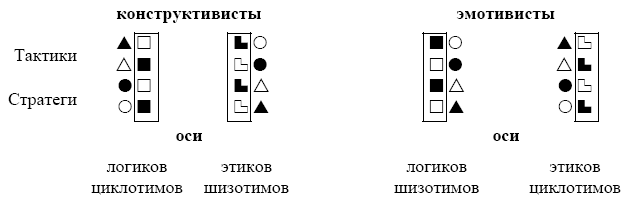 конструктивисты эмотивисты
Тактики
Стратеги
оси оси
логиков этиков логиков этиков
циклотимов шизотимов шизотимов циклотимов